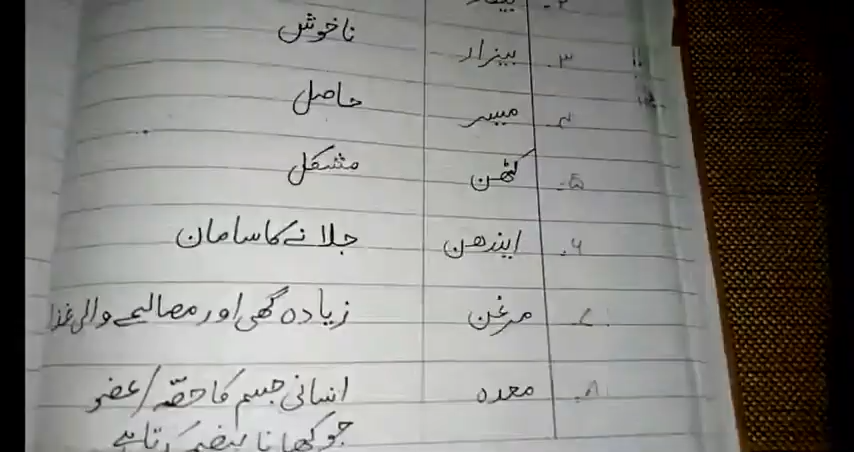 ۳۔ بیزار ناخوش
۴۔ میسر حاصل
۵۔ کٹھن مشکل
۶۔ ایندھن جلانے کا سامان
۷۔ مرغن زیادہ گھی اور مصالحے والی غذا
۸۔ معدہ انسانی جسم کا حصّہ/عضو
جو کھانا ہضم کرتا ہے